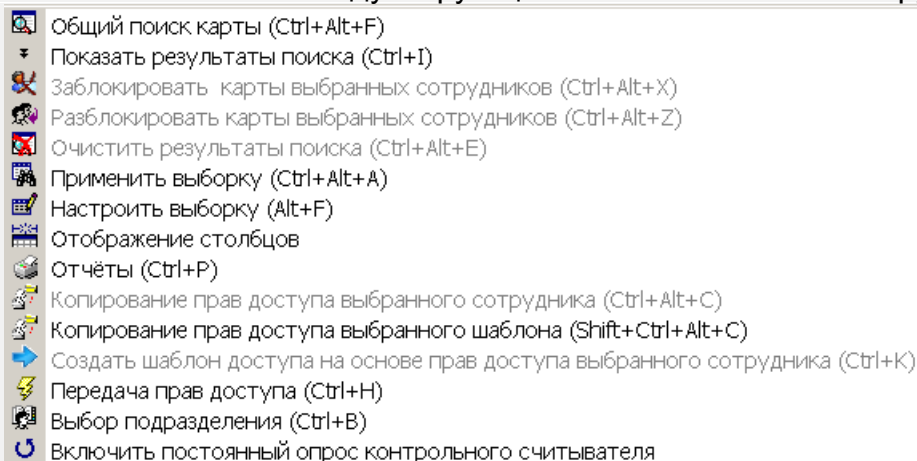 Общий поиск карты (Ctrl+Alt+F)
Показать результаты поиска (Ctrl+I)
Заблокировать карты выбранных сотрудников (Ctrl+Alt+X)
Разблокировать карты выбранных сотрудников (Ctrl+Alt+Z)
Очистить результаты поиска (Ctrl+Alt+E)
Применить выборку (Ctrl+Alt+A)
Настроить выборку (Alt+F)
Отображение столбцов
Отчёты (Ctrl+P)
Копирование прав доступа выбранного сотрудника (Ctrl+Alt+C)
Копирование прав доступа выбранного шаблона (Shift+Ctrl+Alt+C)
Создать шаблон доступа на основе прав доступа выбранного сотрудника (Ctrl+K)
Передача прав доступа (Ctrl+H)
Выбор подразделения (Ctrl+B)
Включить постоянный опрос контрольного считывателя